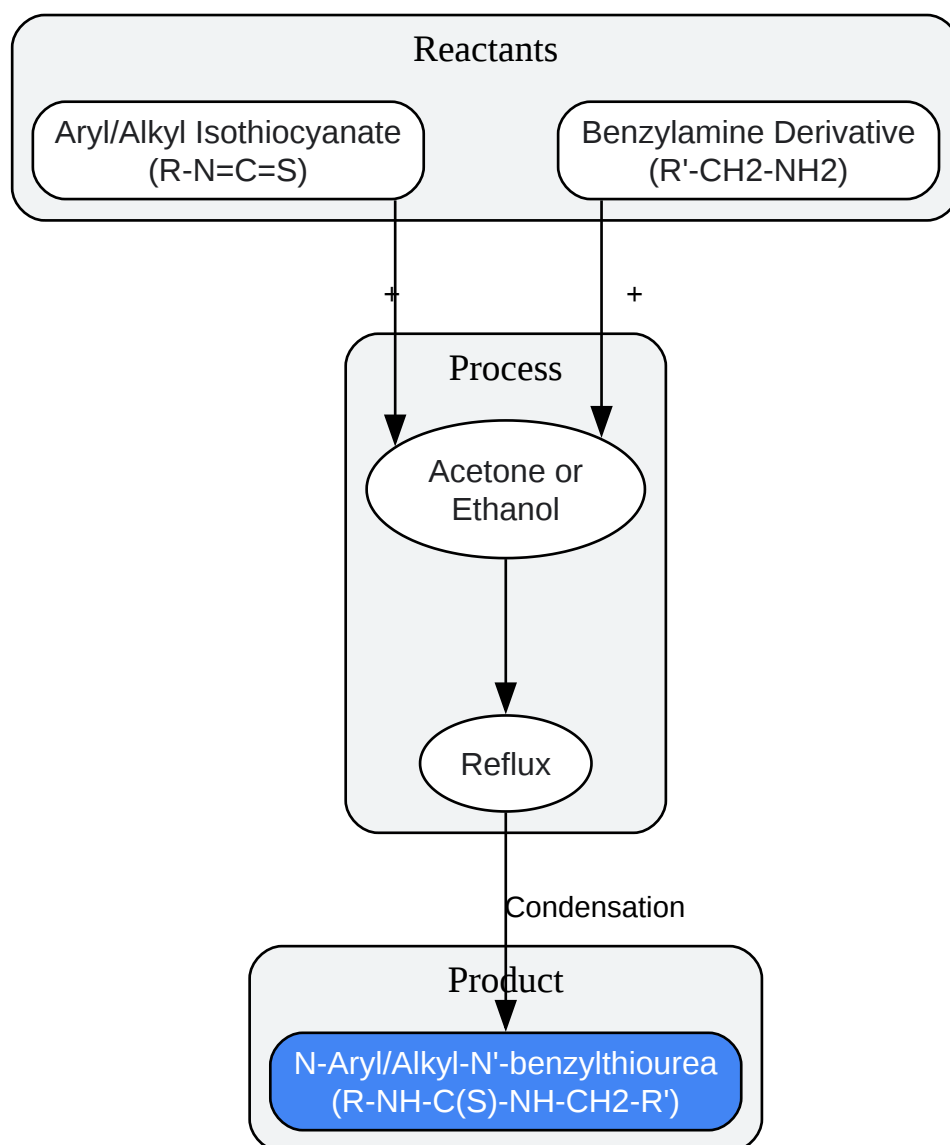 Reactants
Aryl/Alkyl Isothiocyanate
(R-N=C=S)
Benzylamine Derivative
(R'-CH2-NH2)
+
+
Process
Acetone or
Ethanol
Reflux
Condensation
Product
N-Aryl/Alkyl-N'-benzylthiourea
(R-NH-C(S)-NH-CH2-R')